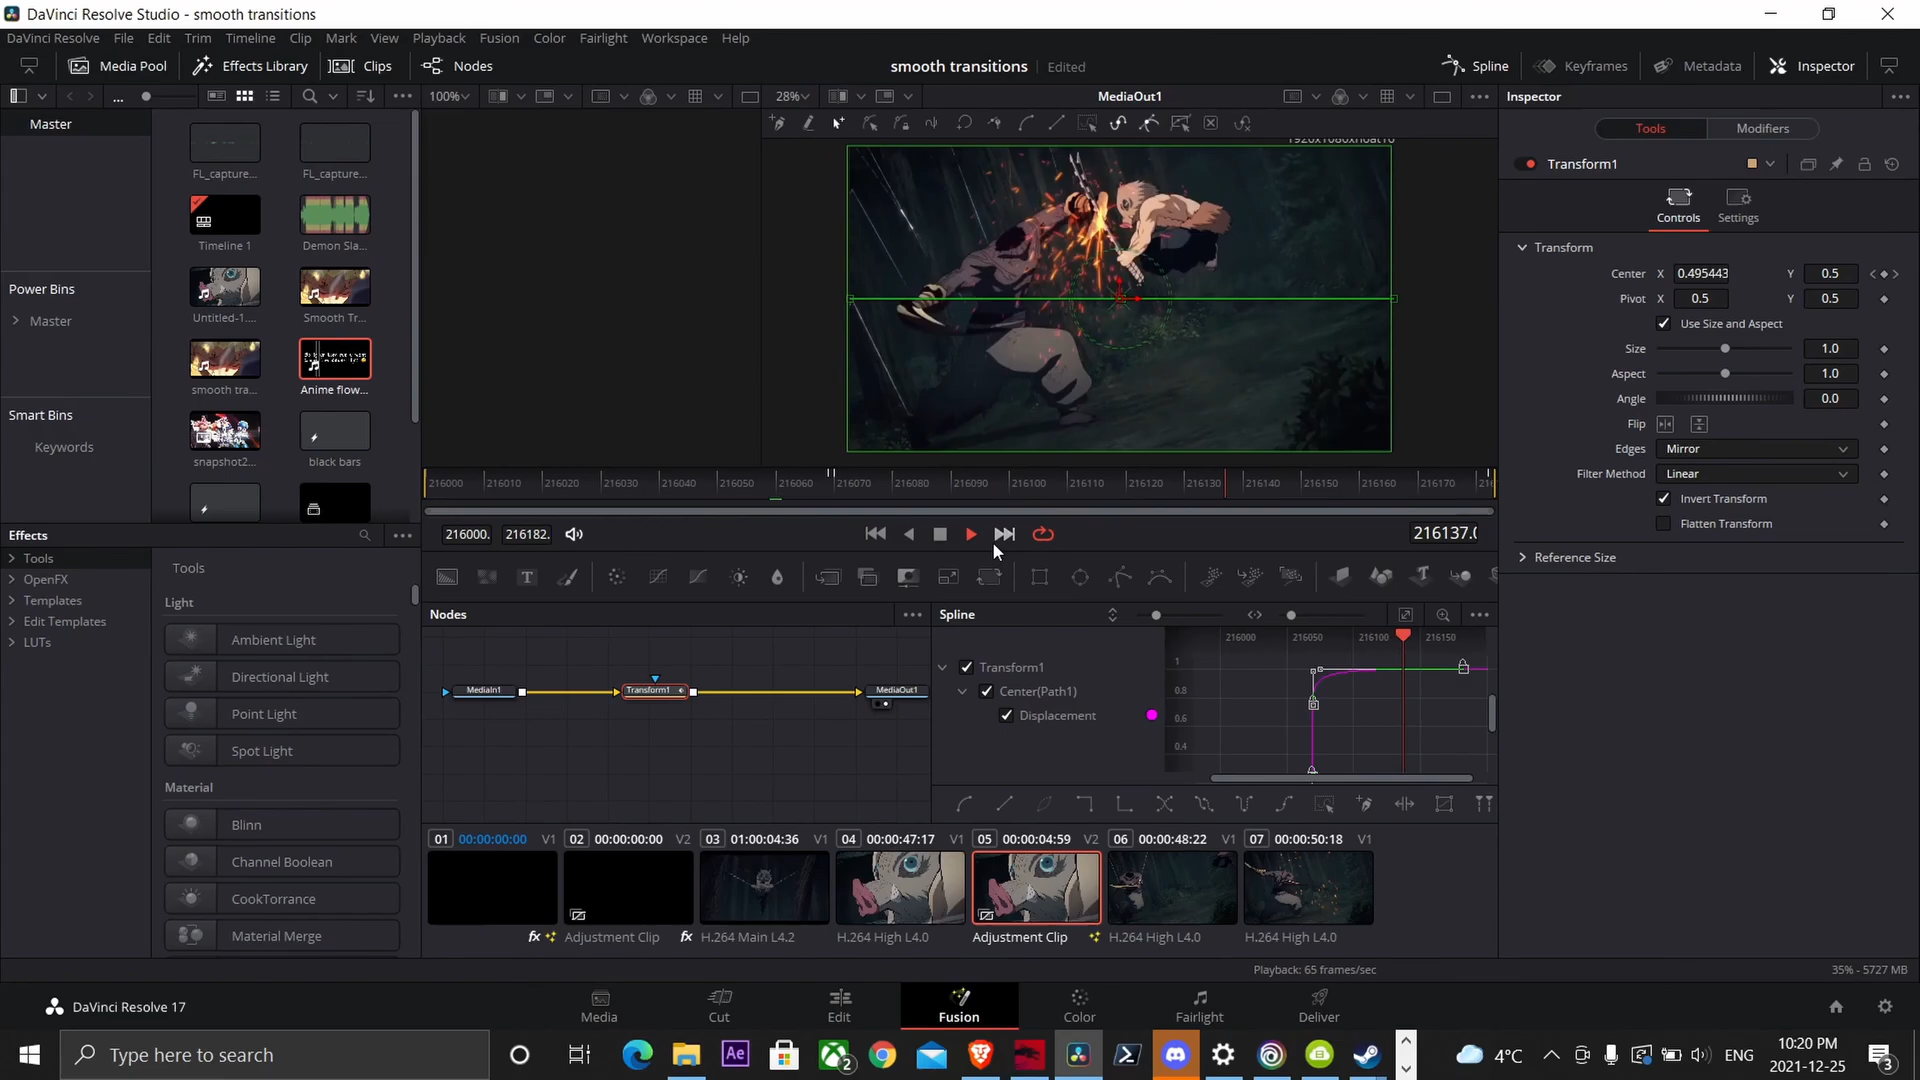 DaVinci Resolve Studio - smooth transitions
DaVinci Resolve File Edit Trim Timeline Clip Mark View Playback Fusion Color Fairlight Workspace Help
Media Pool Effects Library Clips Nodes smooth transitions Edited Spline Keyframes Metadata Inspector
... 100% 28% MediaOut1 Inspector
Master
Tools Modifiers
FL_capture... FL_capture...
Transform1
Timeline 1 Demon Sla...
Controls Settings
Transform
Power Bins
Center X 0.495443 Y 0.5
Master
Untitled-1.... Smooth Tr...
Pivot X 0.5 Y 0.5
Use Size and Aspect
Size 1.0
Aspect 1.0
smooth tra... Anime flow...
Angle 0.0
Smart Bins
Flip
Keywords
Edges Mirror
snapshot2... black bars
Filter Method Linear
216000 216010 216020 216030 216040 216050 216060 216070 216080 216090 216100 216110 216120 216130 216140 216150 216160 216170 216
Invert Transform
Flatten Transform
216000. 216182. 216137.0
Effects
Reference Size
Tools
OpenFX
Templates
Edit Templates
LUTs
Tools
Light
Ambient Light
Directional Light
Point Light
Spot Light
Material
Blinn
Channel Boolean
CookTorrance
Material Merge
Nodes
MediaIn1 Transform1 MediaOut1
Spline
216000 216050 216100 216150
Transform1
Center(Path1)
Displacement
1
0.8
0.6
0.4
01 00:00:00:00 V1 02 00:00:00:00 V2 03 01:00:04:36 V1 04 00:00:47:17 V1 05 00:00:04:59 V2 06 00:00:48:22 V1 07 00:00:50:18 V1
fx Adjustment Clip fx H.264 Main L4.2 H.264 High L4.0 Adjustment Clip H.264 High L4.0 H.264 High L4.0
Playback: 65 frames/sec 35% - 5727 MB
DaVinci Resolve 17
Media Cut Edit Fusion Color Fairlight Deliver
Type here to search
Ae
2
4°C ENG
10:20 PM
2021-12-25
3